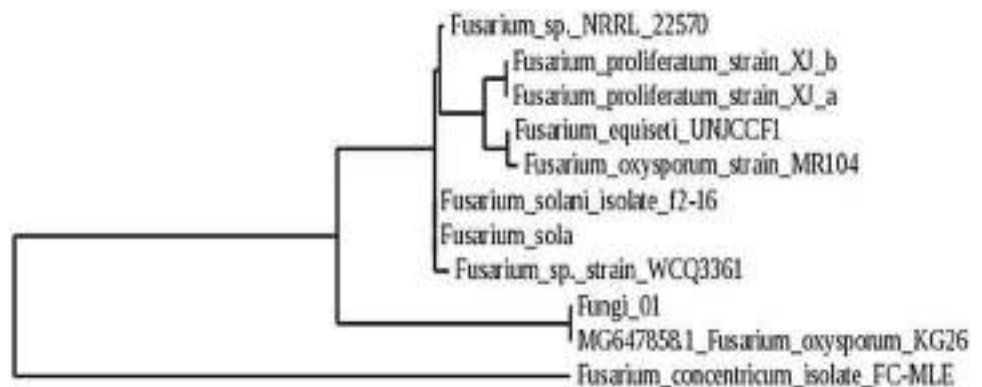 Fusarium_sp._NRRL_22570
Fusarium_proliferatum_strain_XJ_b
Fusarium_proliferatum_strain_XJ_a
Fusarium_equiseti_UNJCCF1
Fusarium_oxysporum_strain_MR104
Fusarium_solani_isolate_f2-16
Fusarium_sola
Fusarium_sp._strain_WCQ3361
Fungi_01
MG647858.1_Fusarium_oxysporum_KG26
Fusarium_concentricum_isolate_FC-MLE